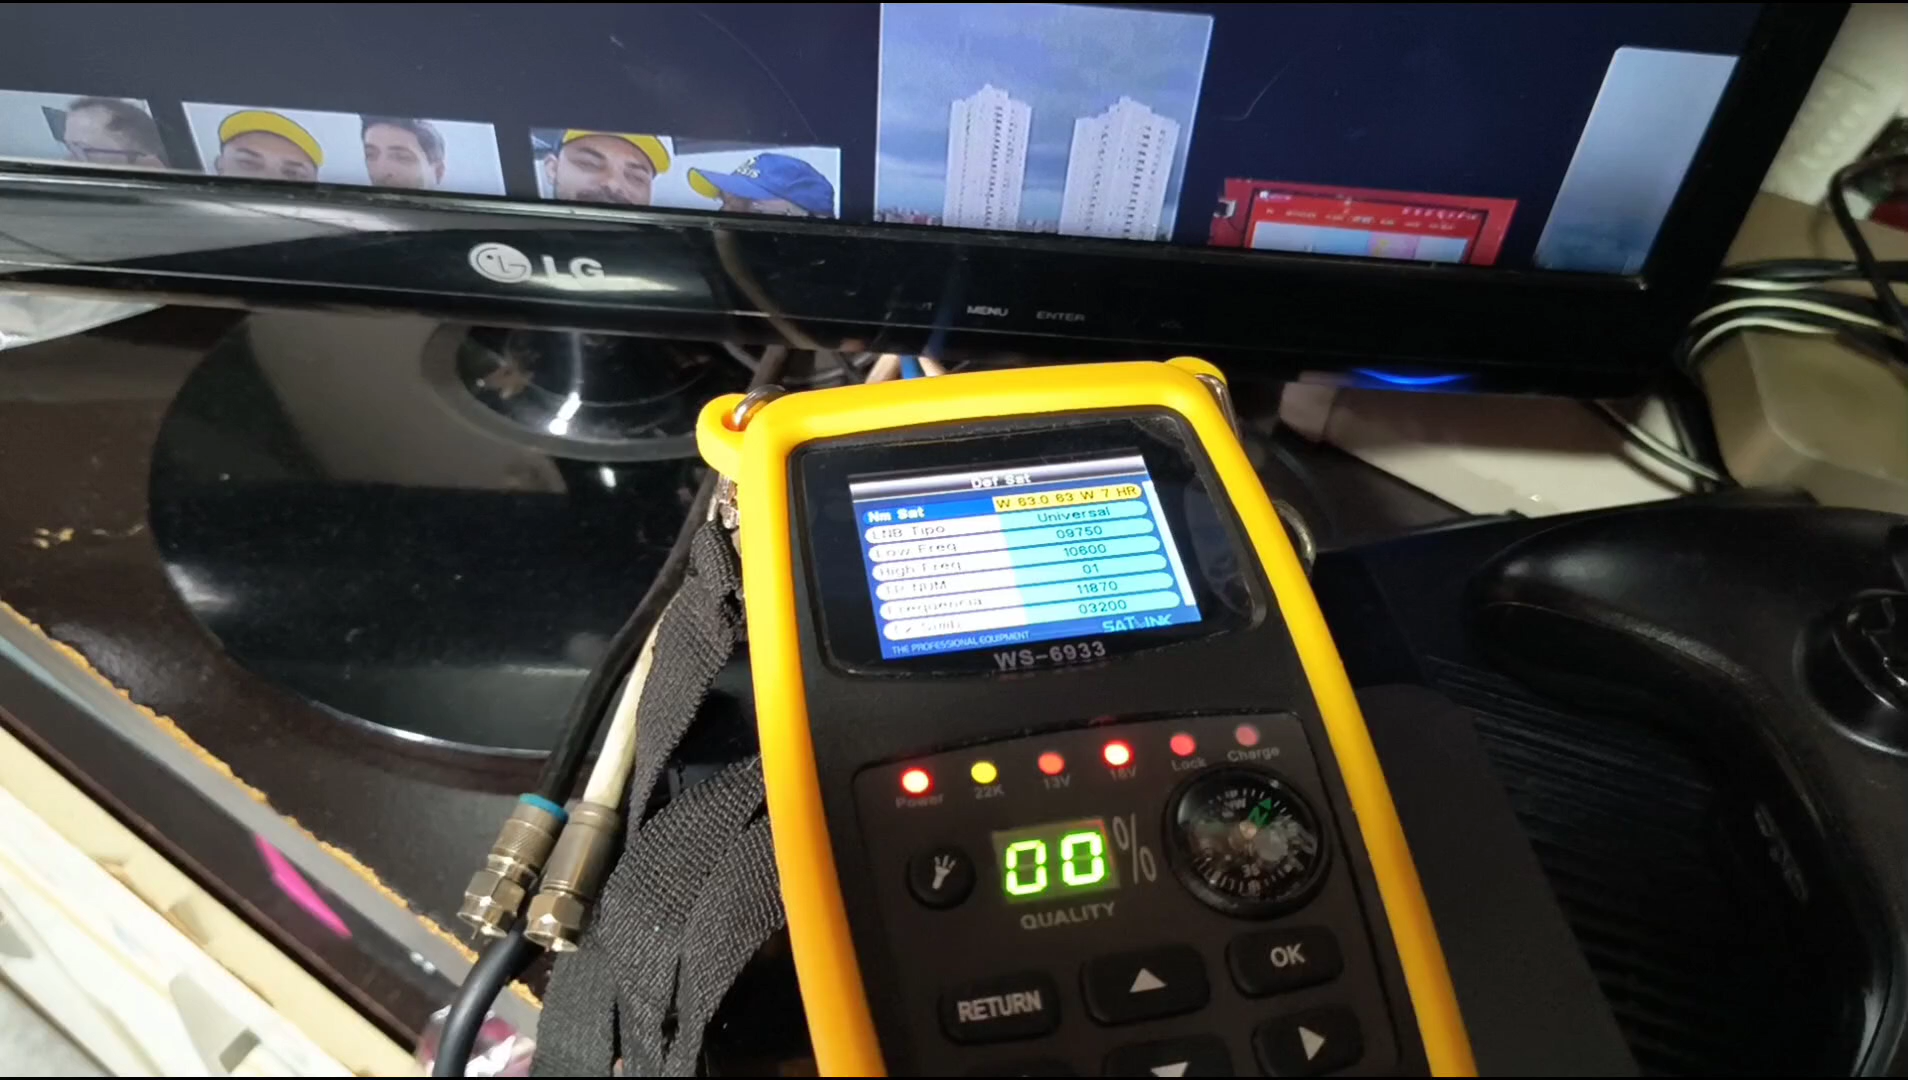 LG
MENU
ENTER
Def Sat
Nm Sat
W 63.0 63 W 7 HR
LNB Tipo
Universal
Low Freq
09750
High Freq
10600
TP NUM
01
Frequencia
11870
03200
THE PROFESSIONAL EQUIPMENT
SATLINK
WS-6933
Power
22K
13V
18V
Lock
Charge
00
%
N
QUALITY
RETURN
OK